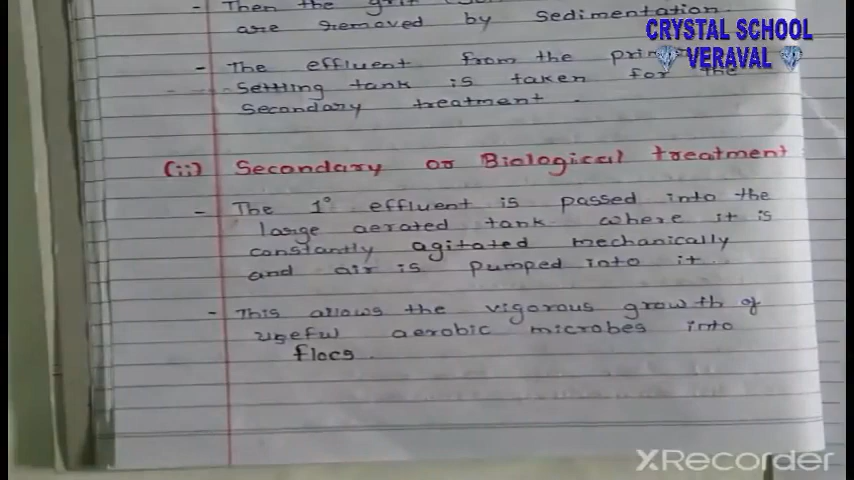 - Then the grit
are removed by sedimentation.
CRYSTAL SCHOOL
VERAVAL
- The effluent from the
settling tank is taken for the
Secondary treatment.
(ii) Secondary or Biological treatment
- The 1° effluent is passed into the
large aerated tank where it is
constantly agitated mechanically
and air is pumped into it.
- This allows the vigorous growth of
useful aerobic microbes into
flocs.
XRecorder